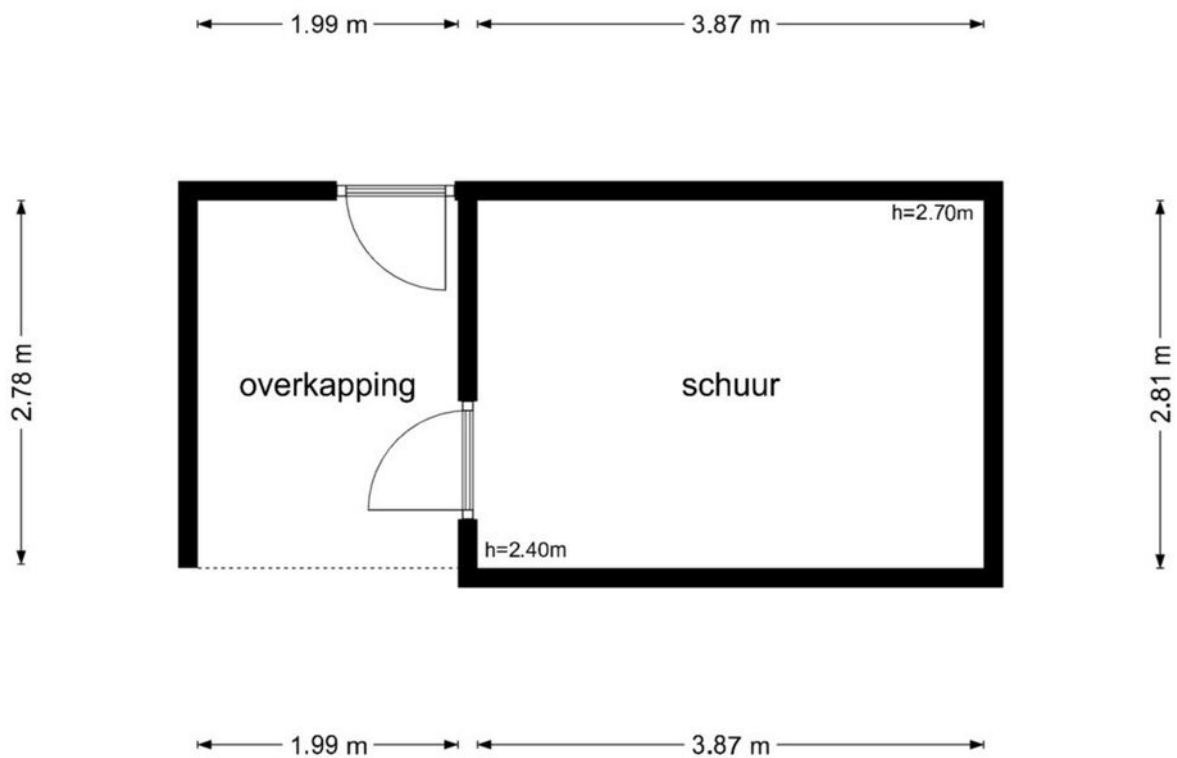 1.99 m
3.87 m
h=2.70m
2.78 m
overkapping
schuur
2.81 m
h=2.40m
1.99 m
3.87 m